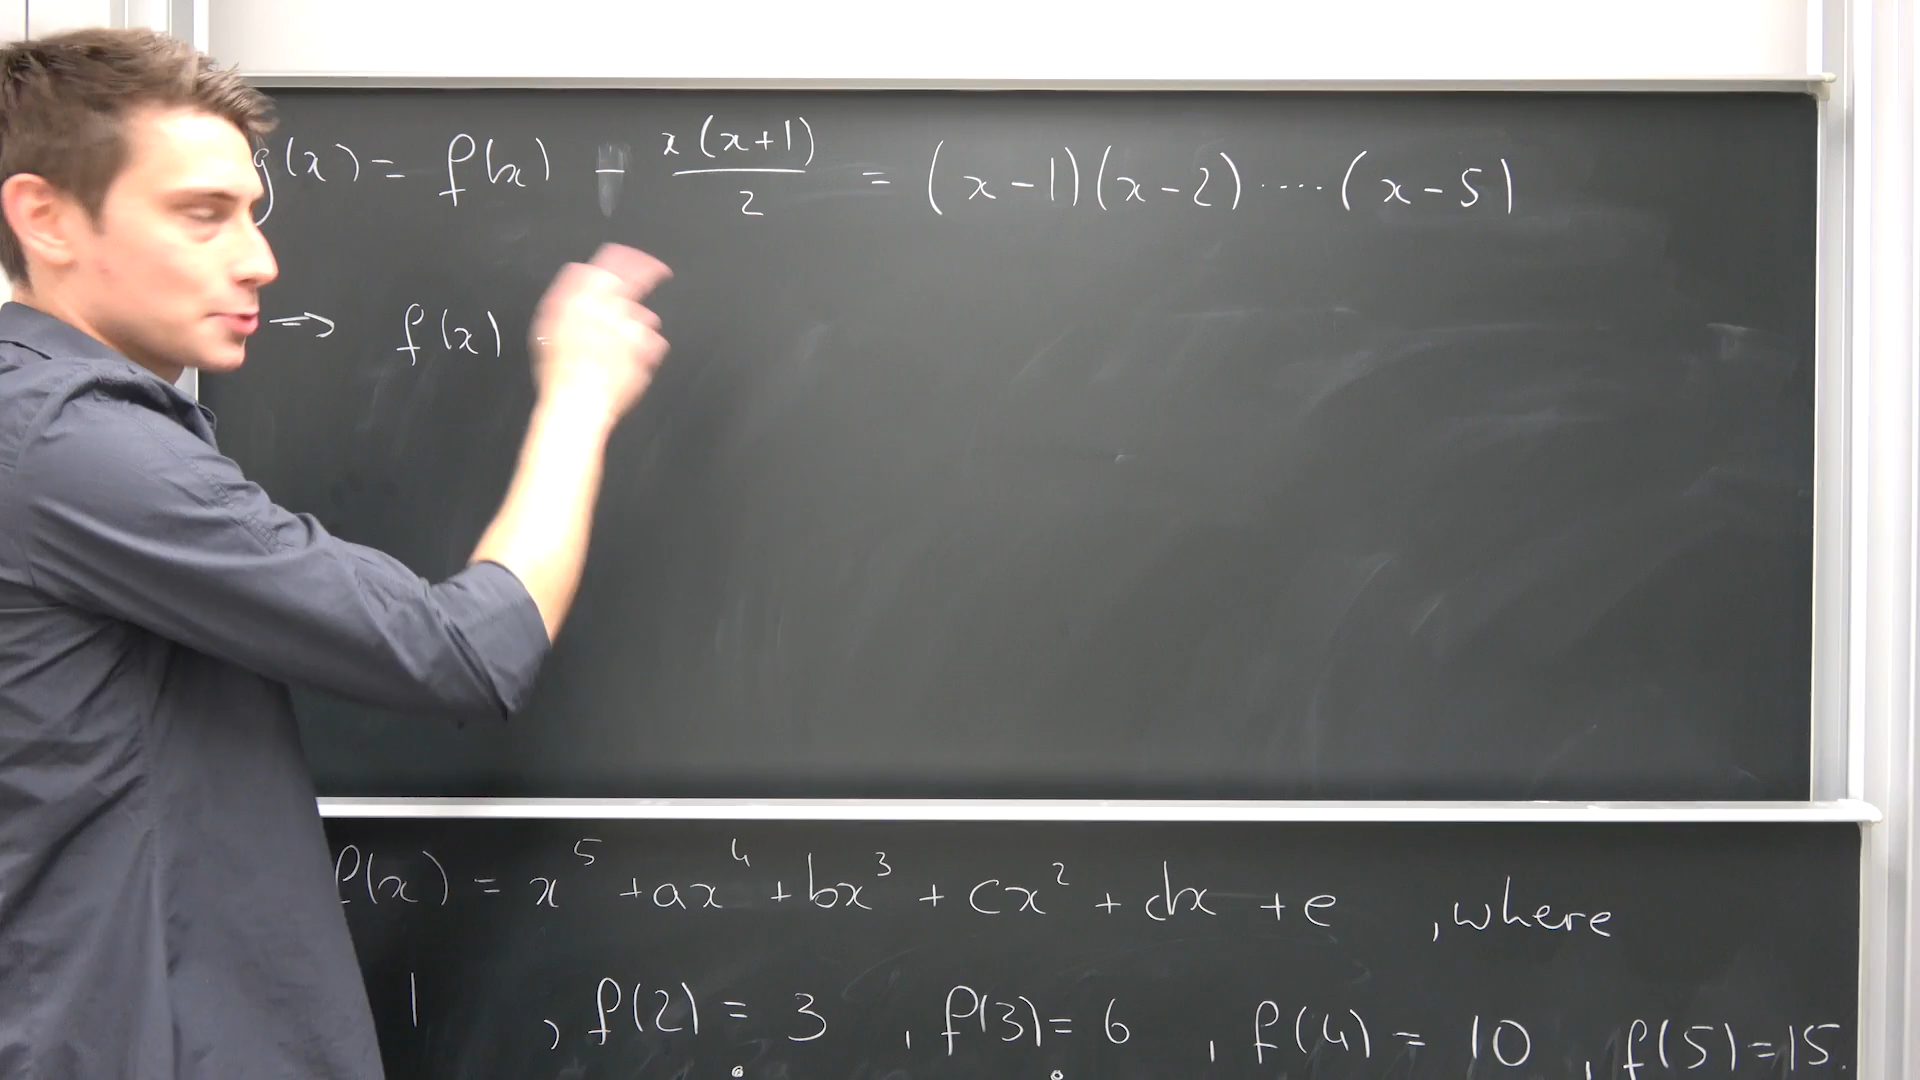 g(x) = f(x) - x(x+1)/2 = (x-1)(x-2)....(x-5)
=> f(x) =
f(x) = x^5 + ax^4 + bx^3 + cx^2 + dx + e , where
1 , f(2) = 3 , f(3) = 6 , f(4) = 10 , f(5) = 15.